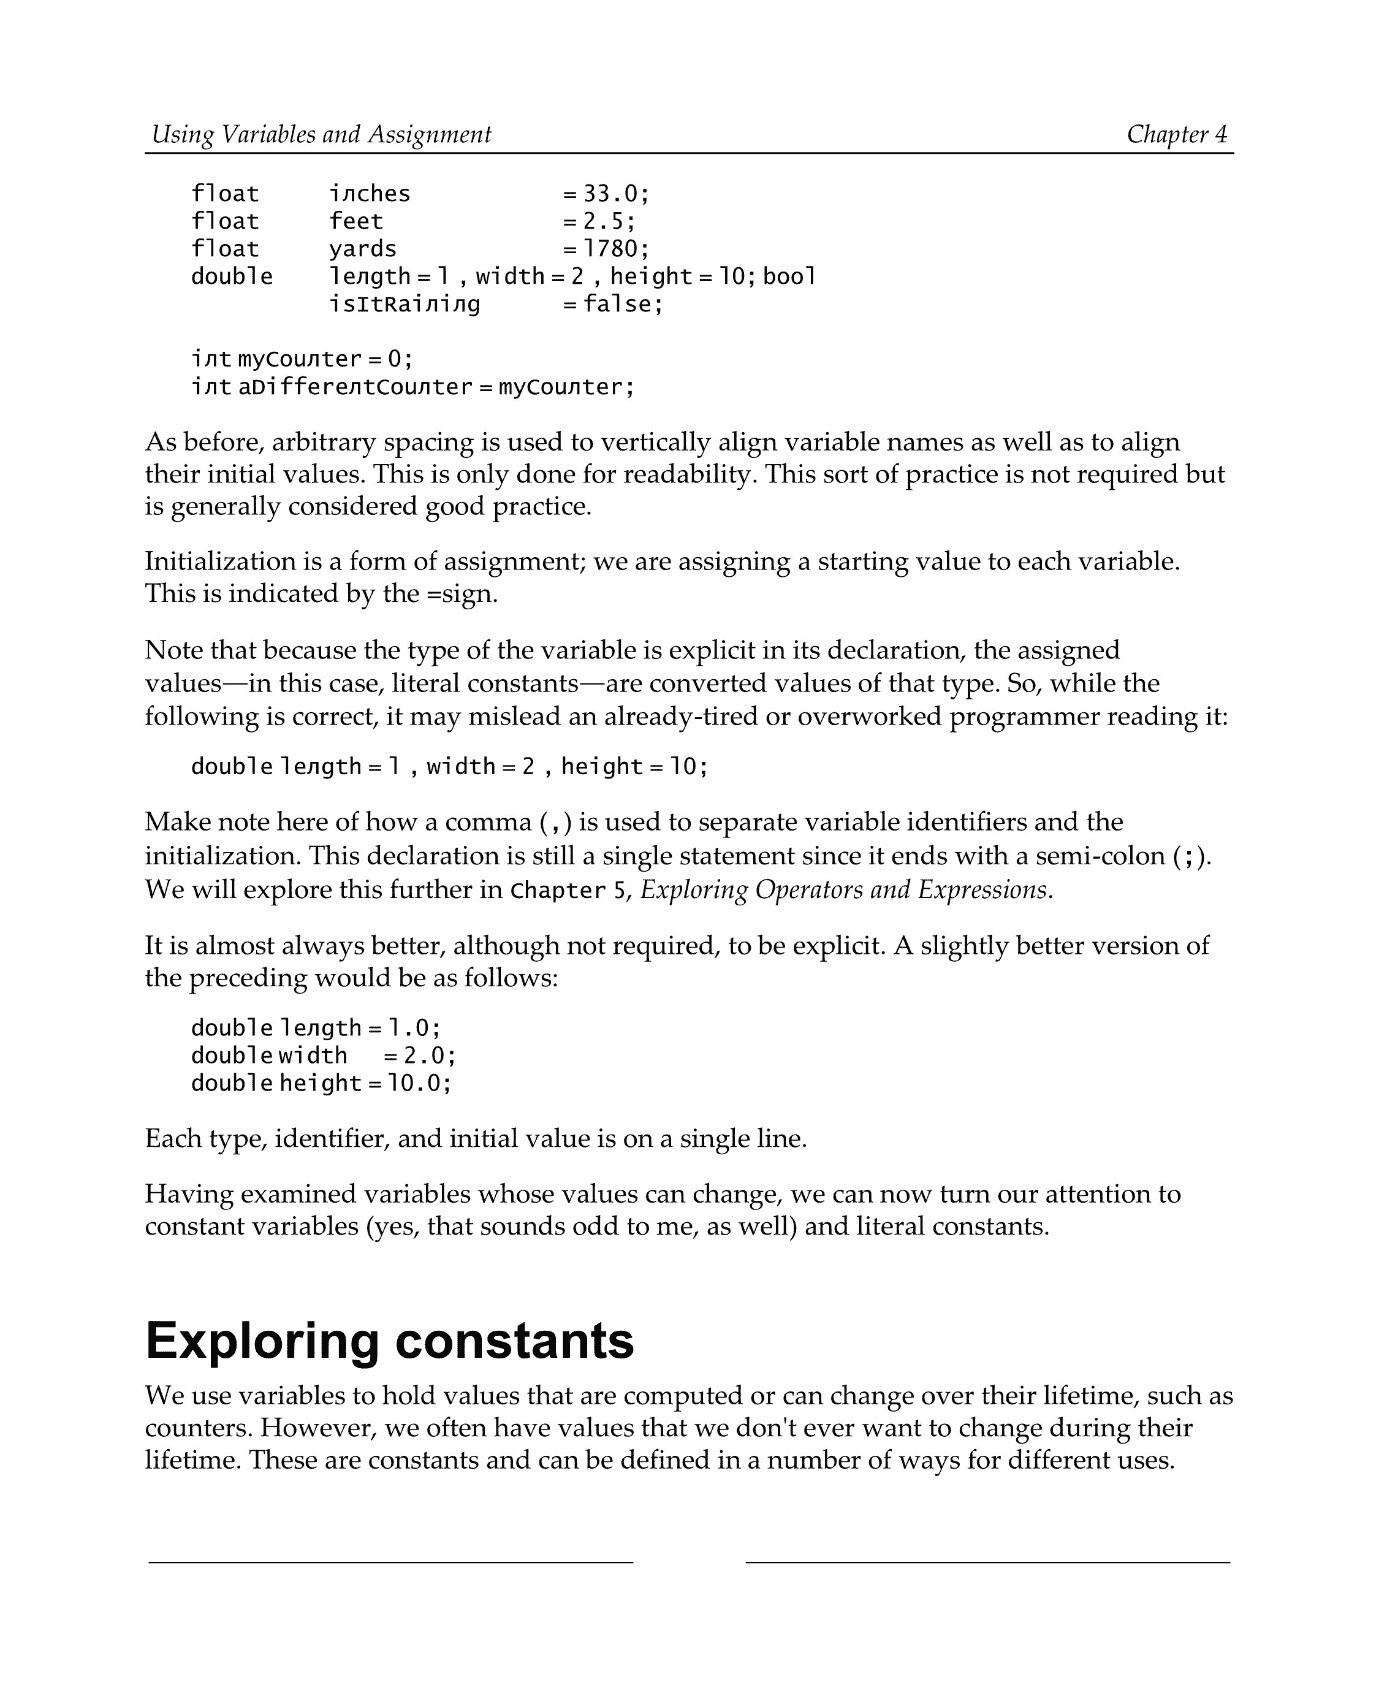 Using Variables and Assignment Chapter 4
float inches = 33.0;
float feet = 2.5;
float yards = 1780;
double length = 1 , width = 2 , height = 10; bool
isItRaining = false;
int myCounter = 0;
int aDifferentCounter = myCounter;
As before, arbitrary spacing is used to vertically align variable names as well as to align
their initial values. This is only done for readability. This sort of practice is not required but
is generally considered good practice.
Initialization is a form of assignment; we are assigning a starting value to each variable.
This is indicated by the =sign.
Note that because the type of the variable is explicit in its declaration, the assigned
values—in this case, literal constants—are converted values of that type. So, while the
following is correct, it may mislead an already-tired or overworked programmer reading it:
double length = 1 , width = 2 , height = 10;
Make note here of how a comma (,) is used to separate variable identifiers and the
initialization. This declaration is still a single statement since it ends with a semi-colon (;).
We will explore this further in Chapter 5, Exploring Operators and Expressions.
It is almost always better, although not required, to be explicit. A slightly better version of
the preceding would be as follows:
double length = 1.0;
double width = 2.0;
double height = 10.0;
Each type, identifier, and initial value is on a single line.
Having examined variables whose values can change, we can now turn our attention to
constant variables (yes, that sounds odd to me, as well) and literal constants.
Exploring constants
We use variables to hold values that are computed or can change over their lifetime, such as
counters. However, we often have values that we don't ever want to change during their
lifetime. These are constants and can be defined in a number of ways for different uses.